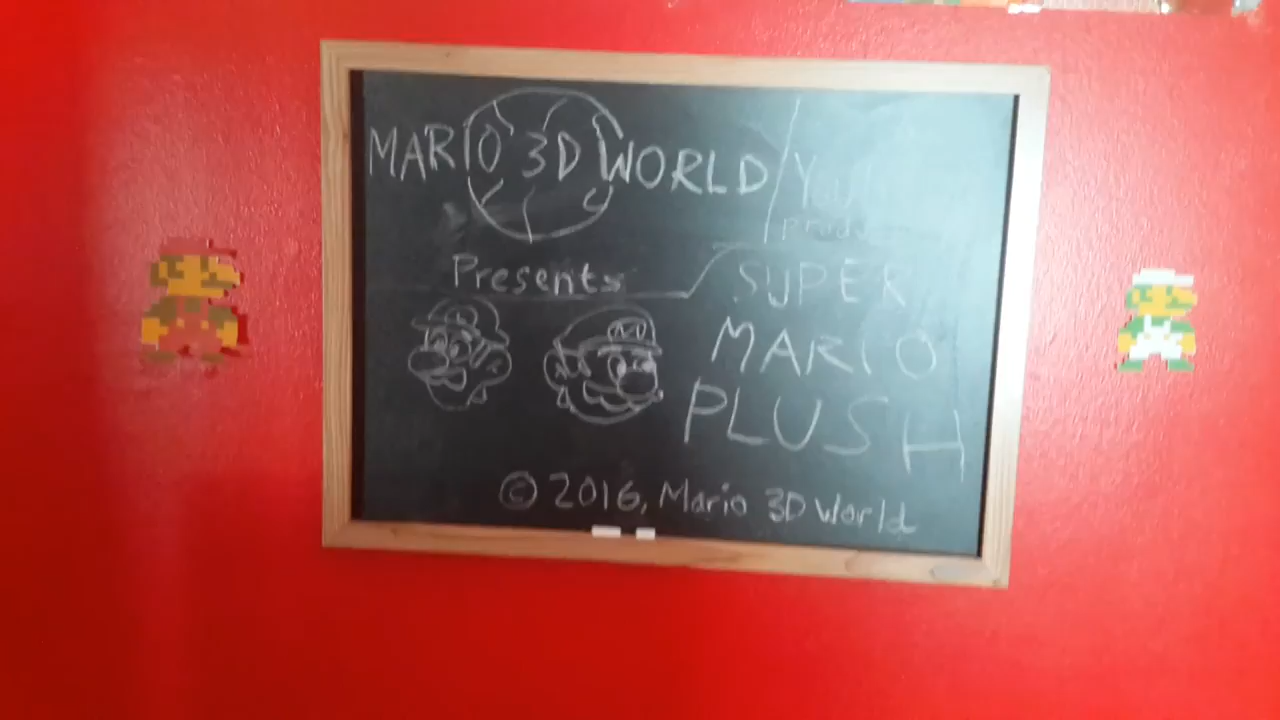 MARIO 3D WORLD
Presents
SUPER
MARIO
PLUSH
© 2016, Mario 3D World